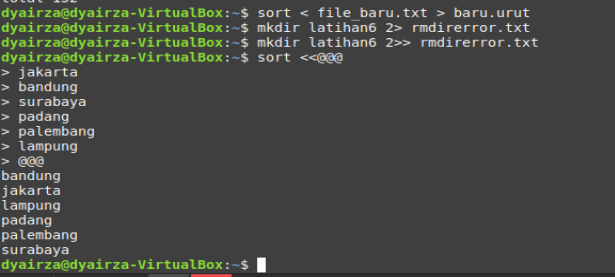 total 132
dyairza@dyairza-VirtualBox:~$ sort < file_baru.txt > baru.urut
dyairza@dyairza-VirtualBox:~$ mkdir latihan6 2> rmdirerror.txt
dyairza@dyairza-VirtualBox:~$ mkdir latihan6 2>> rmdirerror.txt
dyairza@dyairza-VirtualBox:~$ sort <<@@@
> jakarta
> bandung
> surabaya
> padang
> palembang
> lampung
> @@@
bandung
jakarta
lampung
padang
palembang
surabaya
dyairza@dyairza-VirtualBox:~$